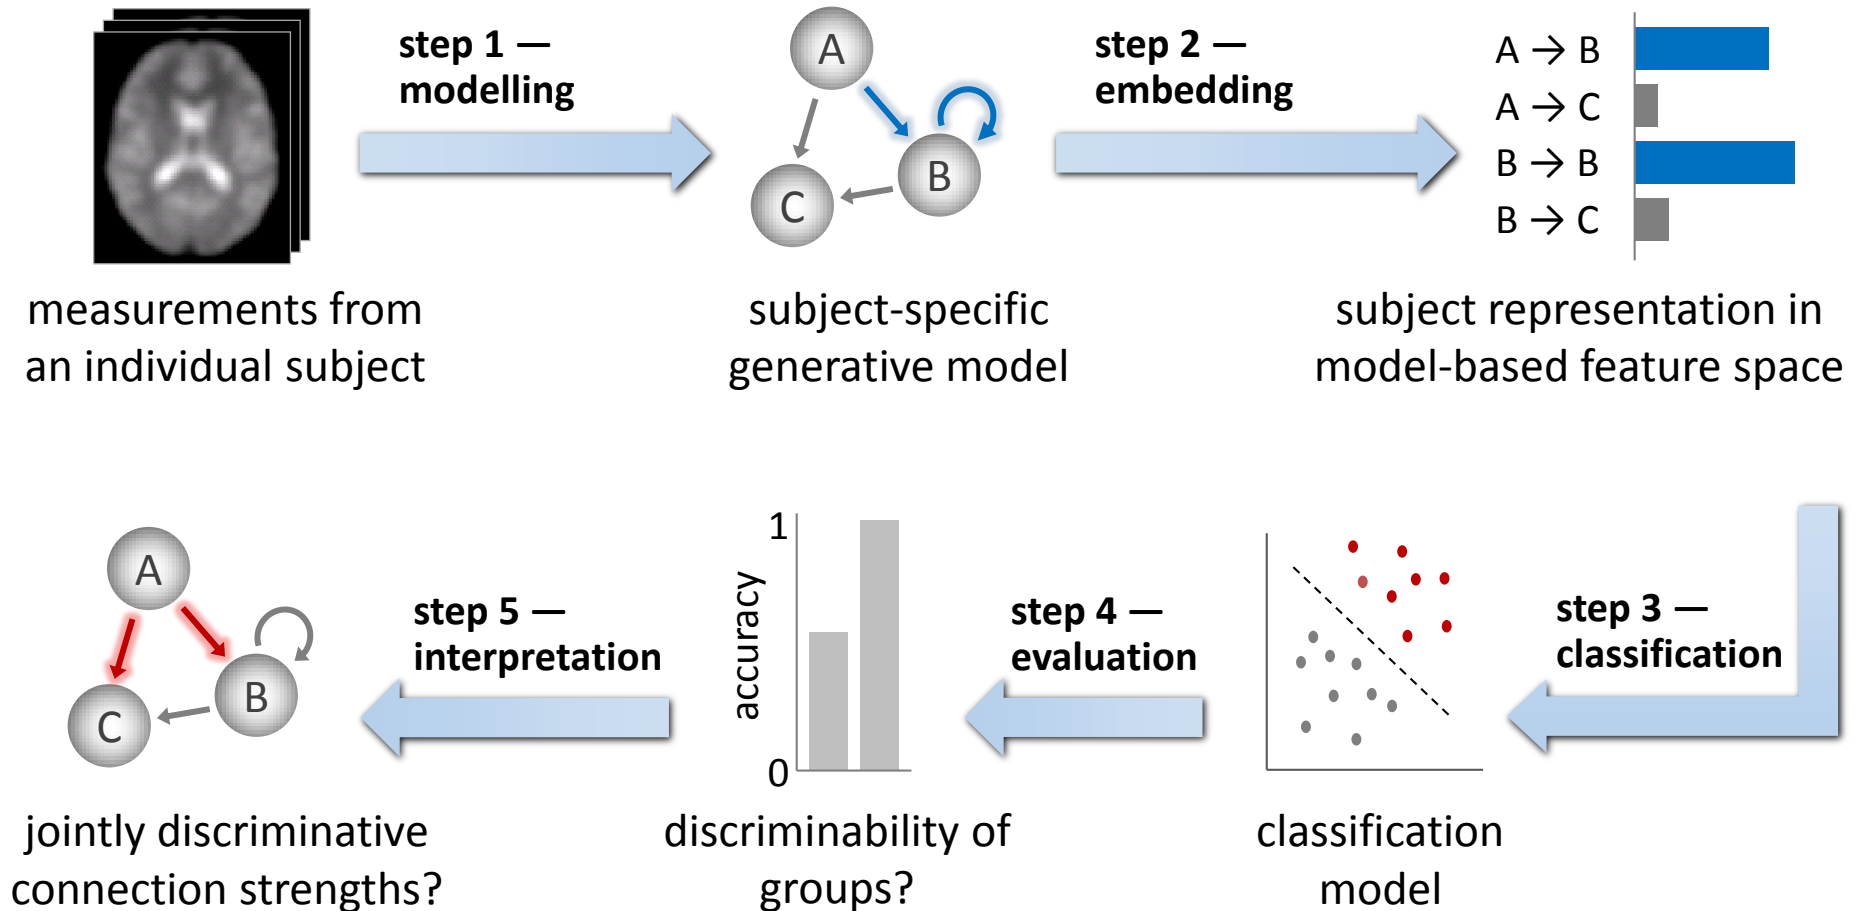 step 1 —
modelling
A
B
C
step 2 —
embedding
A → B
A → C
B → B
B → C
measurements from
an individual subject
subject-specific
generative model
subject representation in
model-based feature space
step 3 —
classification
classification
model
step 4 —
evaluation
1
accuracy
0
discriminability of
groups?
step 5 —
interpretation
A
B
C
jointly discriminative
connection strengths?